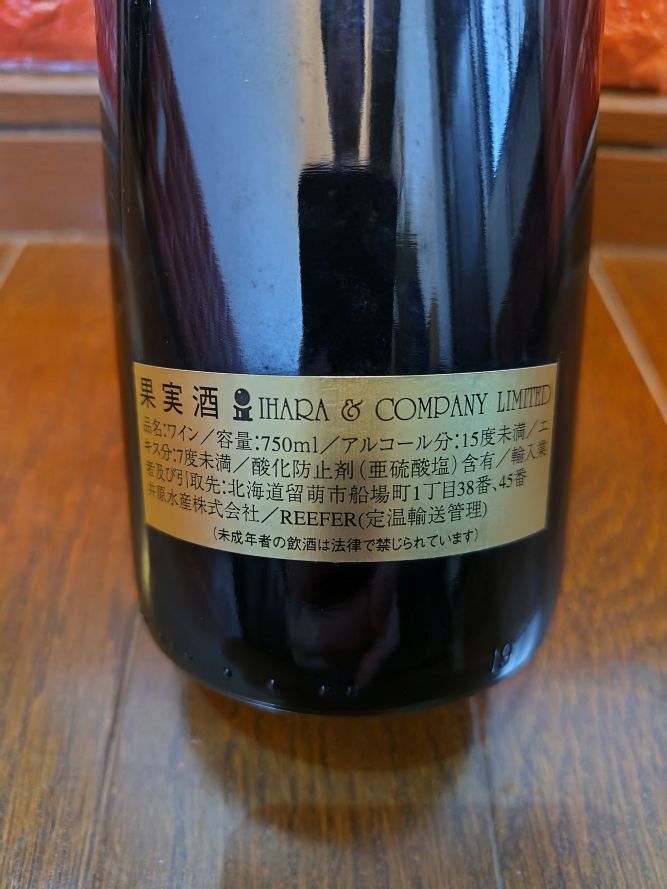 果実酒 IHARA & COMPANY LIMITED
品名:ワイン／容量:750ml／アルコール分:15度未満／エ
キス分:7度未満／酸化防止剤(亜硫酸塩)含有／輸入業
者及び引取先:北海道留萌市船場町1丁目38番、45番
井原水産株式会社／REEFER(定温輸送管理)
(未成年者の飲酒は法律で禁じられています)
19